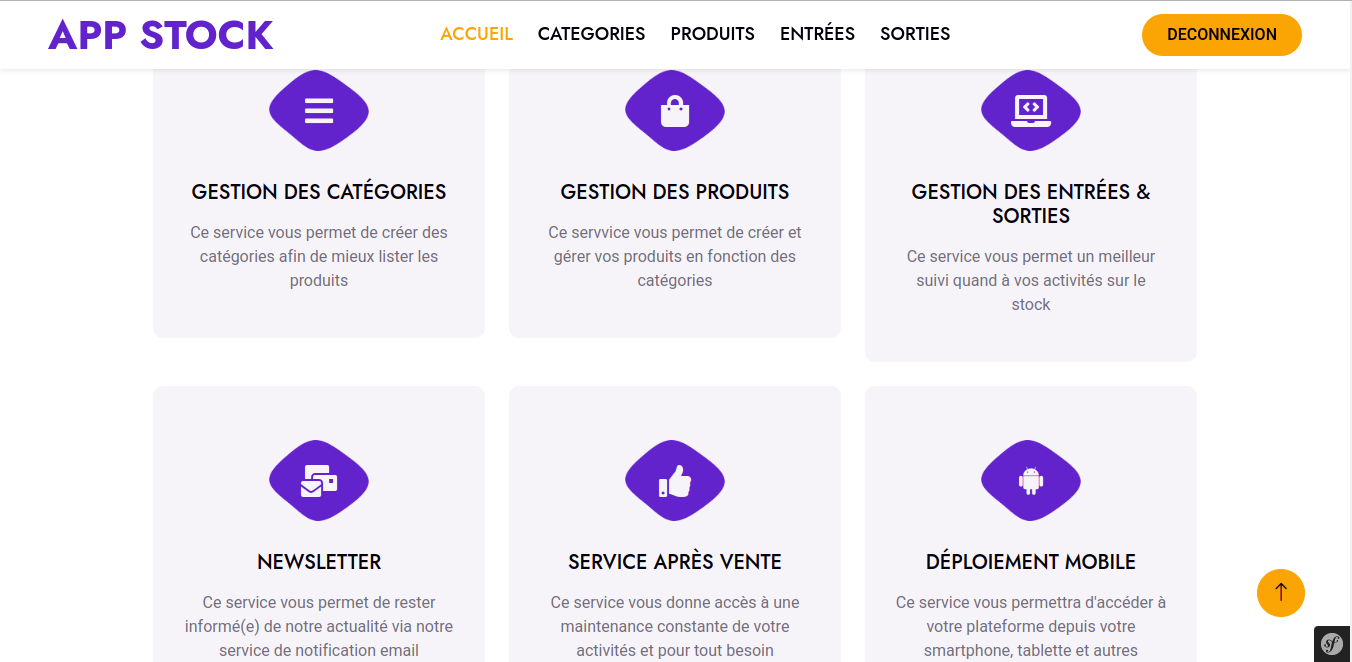 APP STOCK
ACCUEIL CATEGORIES PRODUITS ENTRÉES SORTIES
DECONNEXION
GESTION DES CATÉGORIES
Ce service vous permet de créer des
catégories afin de mieux lister les
produits
GESTION DES PRODUITS
Ce servvice vous permet de créer et
gérer vos produits en fonction des
catégories
GESTION DES ENTRÉES &
SORTIES
Ce service vous permet un meilleur
suivi quand à vos activités sur le
stock
NEWSLETTER
Ce service vous permet de rester
informé(e) de notre actualité via notre
service de notification email
SERVICE APRÈS VENTE
Ce service vous donne accès à une
maintenance constante de votre
activités et pour tout besoin
DÉPLOIEMENT MOBILE
Ce service vous permettra d'accéder à
votre plateforme depuis votre
smartphone, tablette et autres
sf